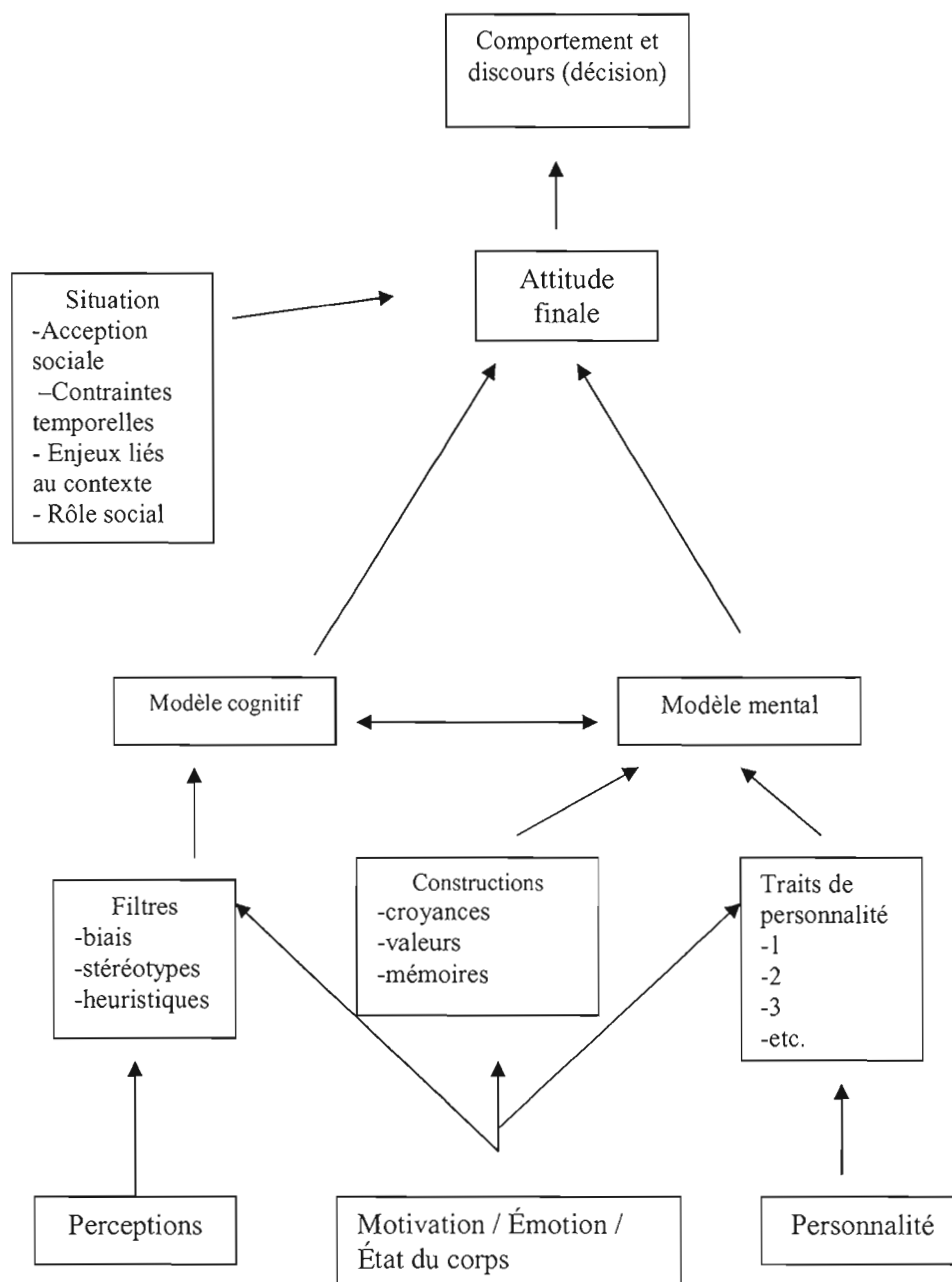 Comportement et
discours (décision)
Attitude
finale
Situation
-Acception
sociale
–Contraintes
temporelles
- Enjeux liés
au contexte
- Rôle social
Modèle cognitif
Modèle mental
Filtres
-biais
-stéréotypes
-heuristiques
Constructions
-croyances
-valeurs
-mémoires
Traits de
personnalité
-1
-2
-3
-etc.
Perceptions
Motivation / Émotion /
État du corps
Personnalité